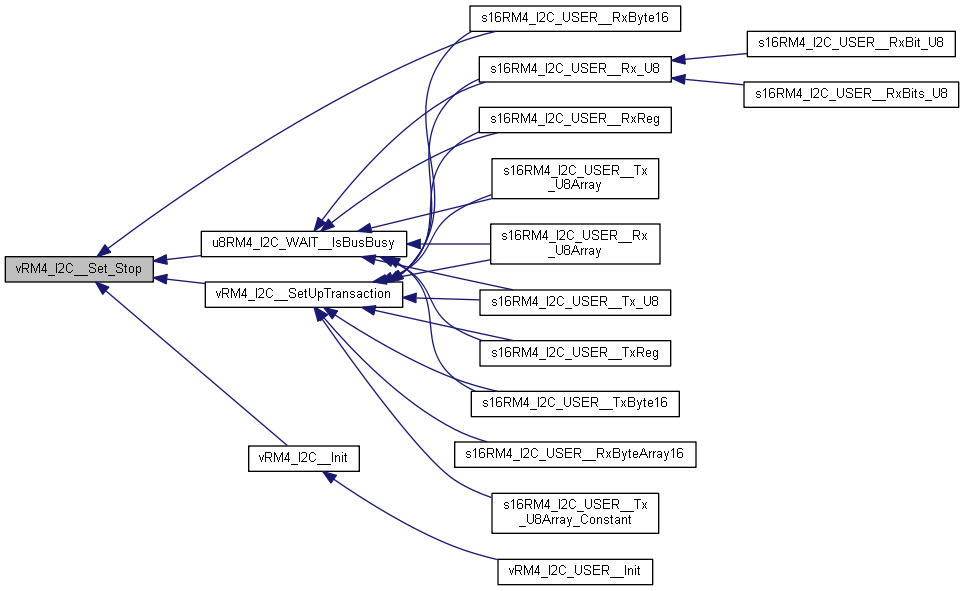 s16RM4_I2C_USER__RxByte16
s16RM4_I2C_USER__Rx_U8
s16RM4_I2C_USER__RxBit_U8
s16RM4_I2C_USER__RxBits_U8
s16RM4_I2C_USER__RxReg
s16RM4_I2C_USER__Tx
_U8Array
u8RM4_I2C_WAIT__IsBusBusy
s16RM4_I2C_USER__Rx
_U8Array
vRM4_I2C__Set_Stop
vRM4_I2C__SetUpTransaction
s16RM4_I2C_USER__Tx_U8
s16RM4_I2C_USER__TxReg
s16RM4_I2C_USER__TxByte16
vRM4_I2C__Init
s16RM4_I2C_USER__RxByteArray16
s16RM4_I2C_USER__Tx
_U8Array_Constant
vRM4_I2C_USER__Init